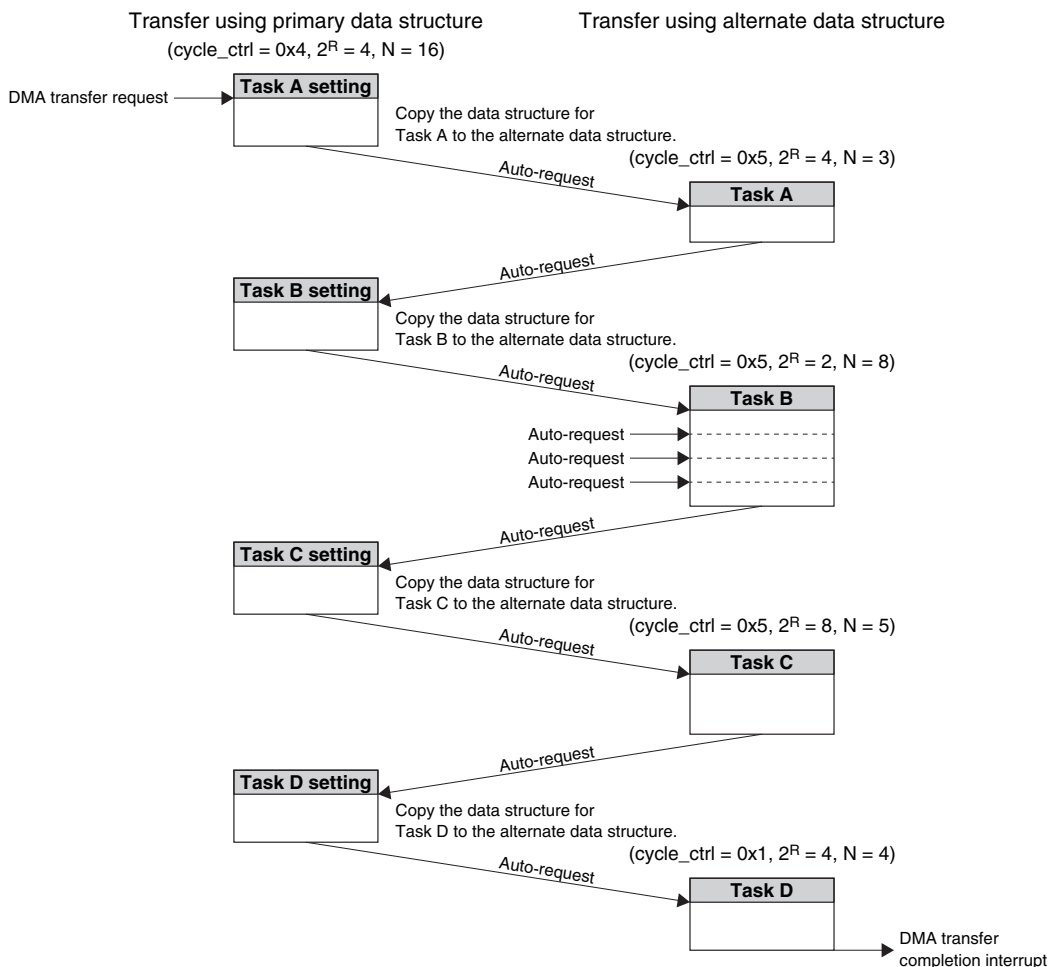 Transfer using primary data structure
Transfer using alternate data structure
(cycle_ctrl = 0x4, 2ᴿ = 4, N = 16)
Task A setting
DMA transfer request
Copy the data structure for
Task A to the alternate data structure.
(cycle_ctrl = 0x5, 2ᴿ = 4, N = 3)
Auto-request
Task A
Auto-request
Task B setting
Copy the data structure for
Task B to the alternate data structure.
(cycle_ctrl = 0x5, 2ᴿ = 2, N = 8)
Auto-request
Task B
Auto-request
Auto-request
Auto-request
Auto-request
Task C setting
Copy the data structure for
Task C to the alternate data structure.
(cycle_ctrl = 0x5, 2ᴿ = 8, N = 5)
Auto-request
Task C
Auto-request
Task D setting
Copy the data structure for
Task D to the alternate data structure.
(cycle_ctrl = 0x1, 2ᴿ = 4, N = 4)
Auto-request
Task D
DMA transfer
completion interrupt